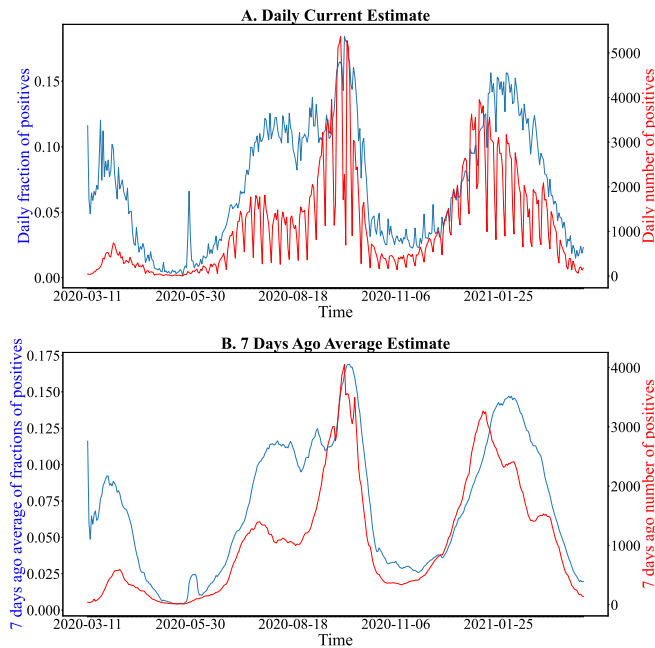 A. Daily Current Estimate
Daily fraction of positives
0.15
0.10
0.05
0.00
5000
4000
3000
2000
1000
0
Daily number of positives
2020-03-11 2020-05-30 2020-08-18 2020-11-06 2021-01-25
Time
B. 7 Days Ago Average Estimate
7 days ago average of fractions of positives
0.175
0.150
0.125
0.100
0.075
0.050
0.025
0.000
4000
3000
2000
1000
0
7 days ago number of positives
2020-03-11 2020-05-30 2020-08-18 2020-11-06 2021-01-25
Time